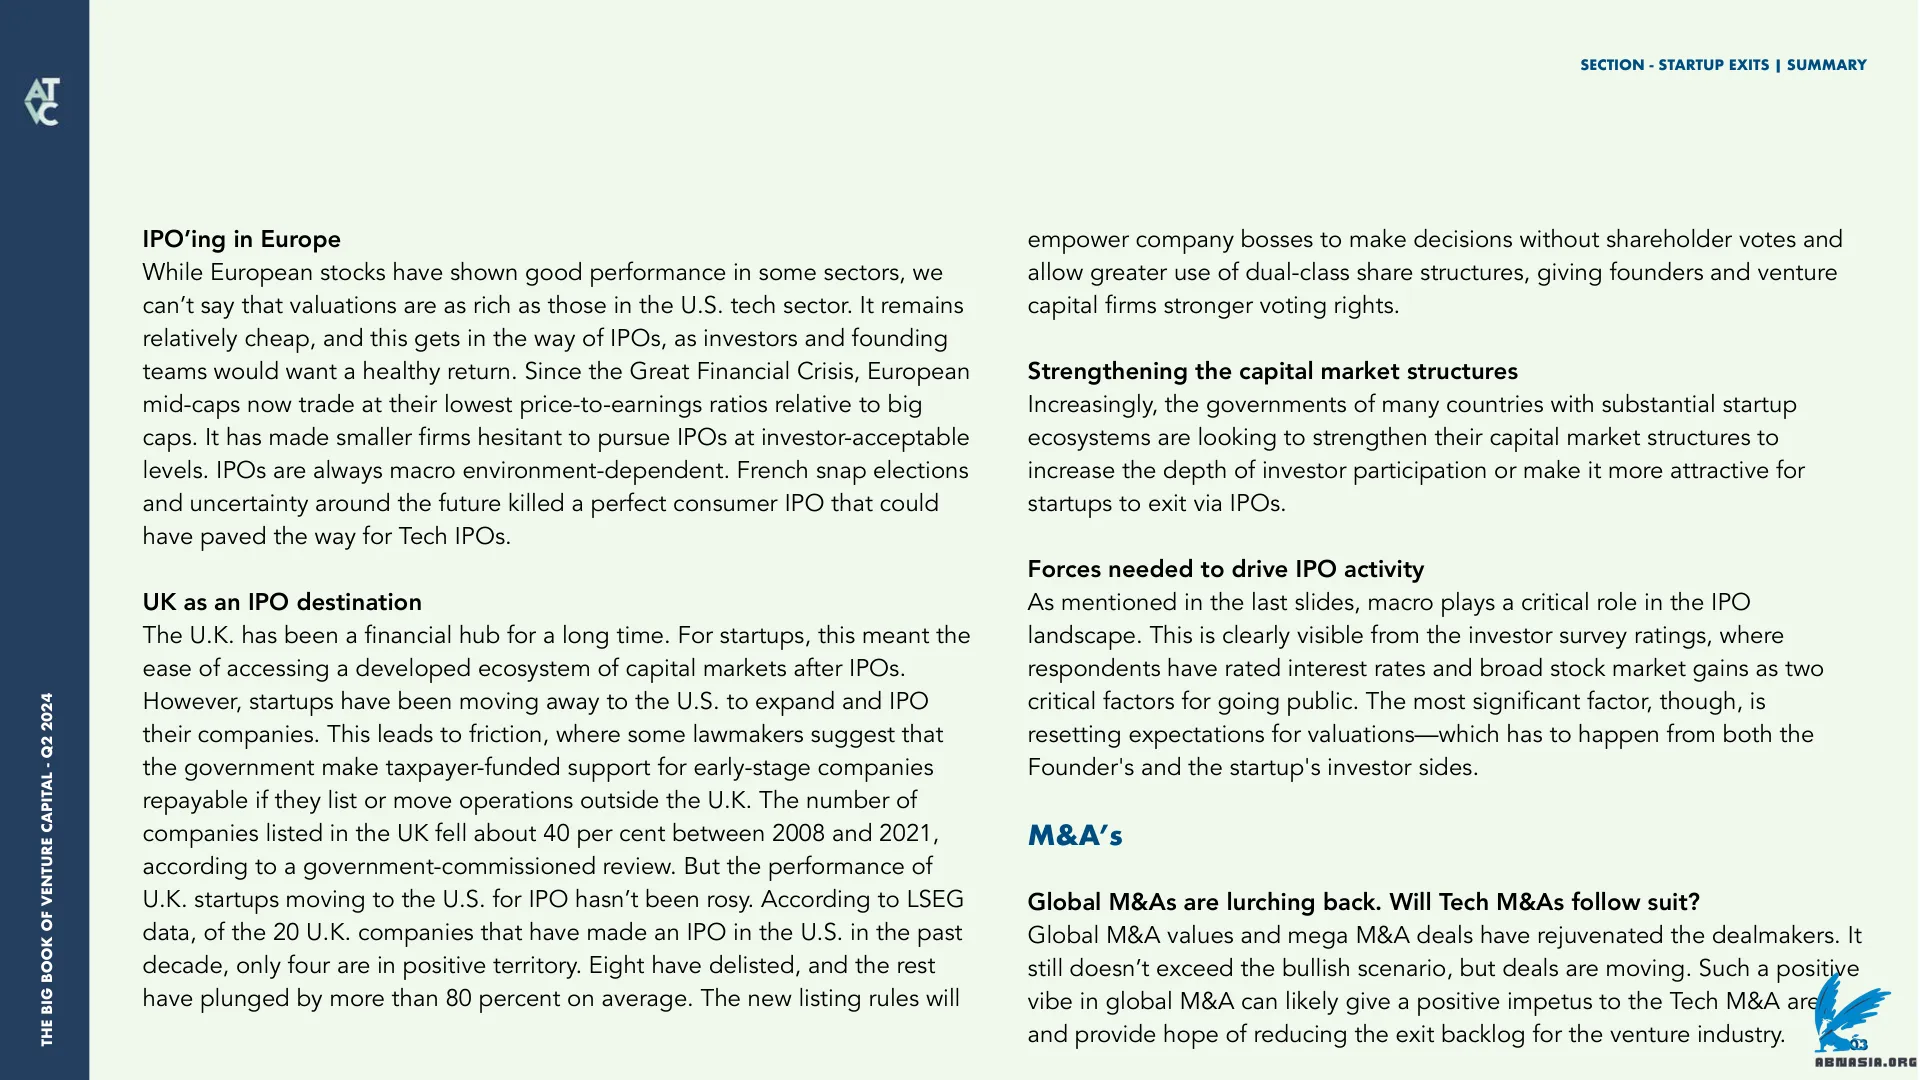 AT
VC
SECTION - STARTUP EXITS | SUMMARY
IPO’ing in Europe
While European stocks have shown good performance in some sectors, we
can’t say that valuations are as rich as those in the U.S. tech sector. It remains
relatively cheap, and this gets in the way of IPOs, as investors and founding
teams would want a healthy return. Since the Great Financial Crisis, European
mid-caps now trade at their lowest price-to-earnings ratios relative to big
caps. It has made smaller firms hesitant to pursue IPOs at investor-acceptable
levels. IPOs are always macro environment-dependent. French snap elections
and uncertainty around the future killed a perfect consumer IPO that could
have paved the way for Tech IPOs.
UK as an IPO destination
The U.K. has been a financial hub for a long time. For startups, this meant the
ease of accessing a developed ecosystem of capital markets after IPOs.
However, startups have been moving away to the U.S. to expand and IPO
their companies. This leads to friction, where some lawmakers suggest that
the government make taxpayer-funded support for early-stage companies
repayable if they list or move operations outside the U.K. The number of
companies listed in the UK fell about 40 per cent between 2008 and 2021,
according to a government-commissioned review. But the performance of
U.K. startups moving to the U.S. for IPO hasn’t been rosy. According to LSEG
data, of the 20 U.K. companies that have made an IPO in the U.S. in the past
decade, only four are in positive territory. Eight have delisted, and the rest
have plunged by more than 80 percent on average. The new listing rules will
empower company bosses to make decisions without shareholder votes and
allow greater use of dual-class share structures, giving founders and venture
capital firms stronger voting rights.
Strengthening the capital market structures
Increasingly, the governments of many countries with substantial startup
ecosystems are looking to strengthen their capital market structures to
increase the depth of investor participation or make it more attractive for
startups to exit via IPOs.
Forces needed to drive IPO activity
As mentioned in the last slides, macro plays a critical role in the IPO
landscape. This is clearly visible from the investor survey ratings, where
respondents have rated interest rates and broad stock market gains as two
critical factors for going public. The most significant factor, though, is
resetting expectations for valuations—which has to happen from both the
Founder's and the startup's investor sides.
M&A’s
Global M&As are lurching back. Will Tech M&As follow suit?
Global M&A values and mega M&A deals have rejuvenated the dealmakers. It
still doesn’t exceed the bullish scenario, but deals are moving. Such a positive
vibe in global M&A can likely give a positive impetus to the Tech M&A are
and provide hope of reducing the exit backlog for the venture industry.
THE BIG BOOK OF VENTURE CAPITAL - Q2 2024
ABNASIA.ORG